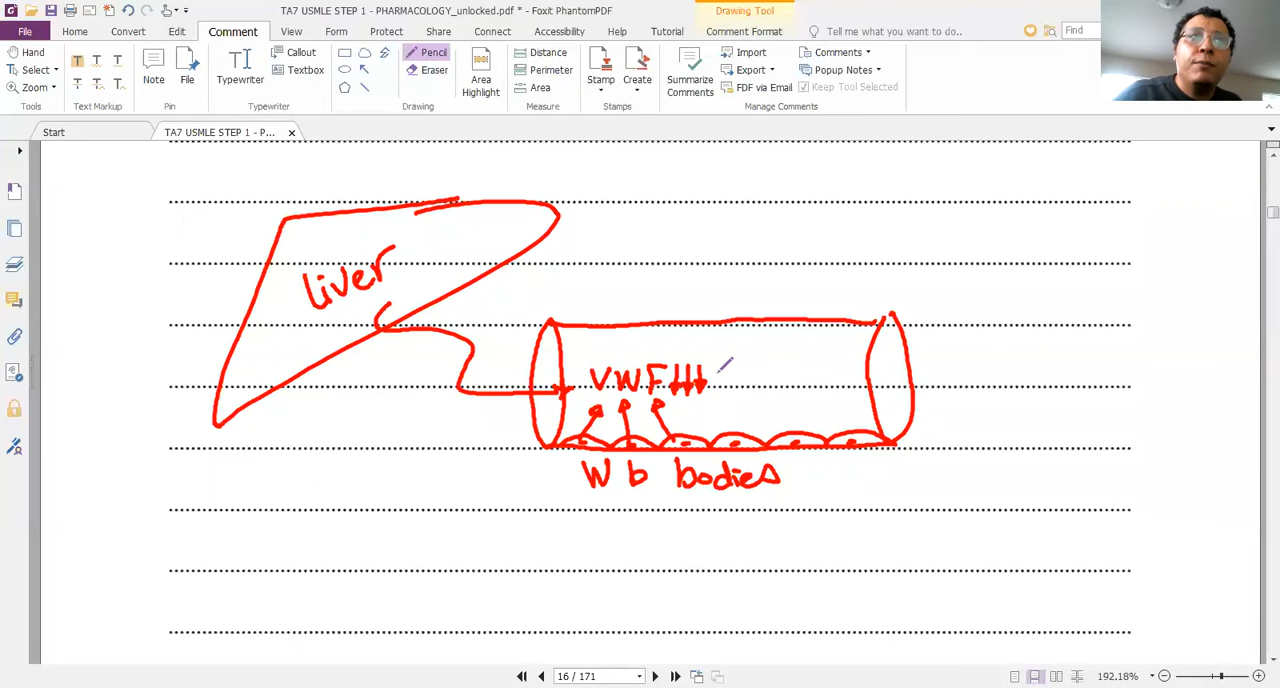 TA7 USMLE STEP 1 - PHARMACOLOGY_unlocked.pdf * - Foxit PhantomPDF
Drawing Tool
File Home Convert Edit Comment View Form Protect Share Connect Accessibility Help Tutorial Comment Format Tell me what you want to do.. Find
Hand
Select
Zoom
Tools
T T T
T T T
Text Markup
Note
File
Pin
Typewriter
Callout
Textbox
Typewriter
Pencil
Eraser
Drawing
Area Highlight
Distance
Perimeter
Area
Measure
Stamp
Create
Stamps
Summarize Comments
Import
Export
FDF via Email
Comments
Popup Notes
Keep Tool Selected
Manage Comments
Start
TA7 USMLE STEP 1 - P...
liver
VWF
W b bodies
16 / 171
192.18%